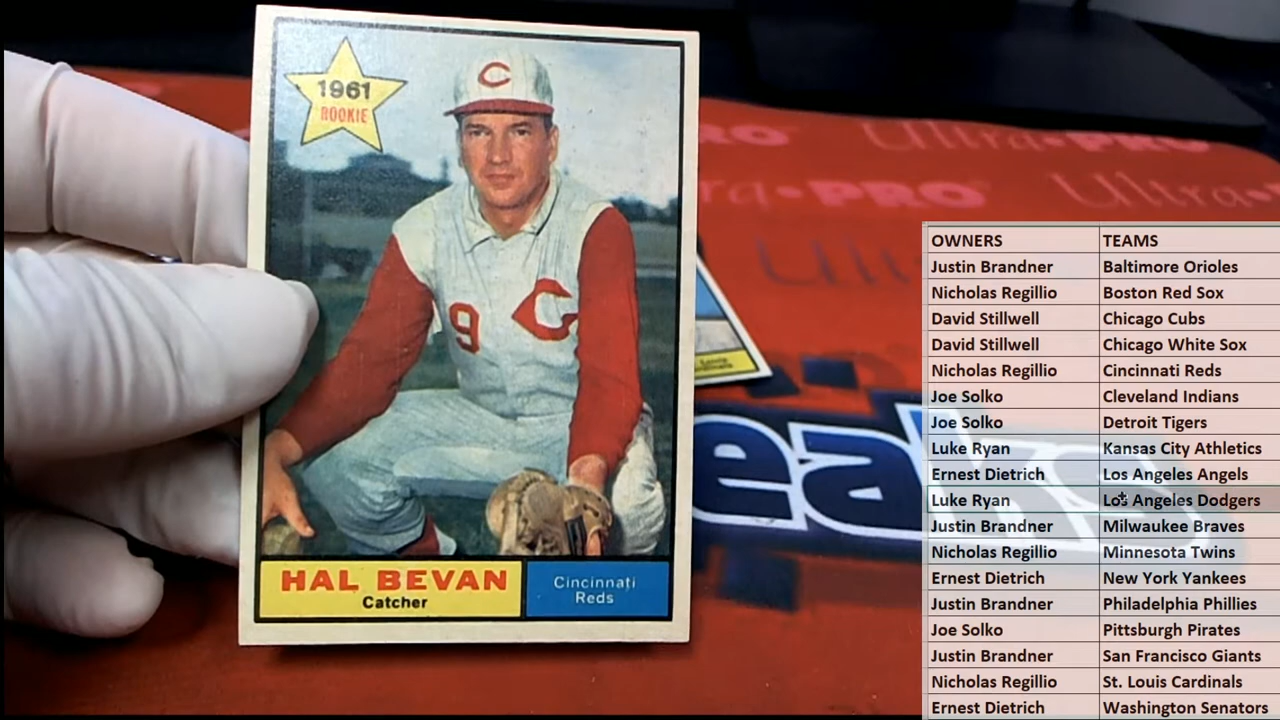 1961
ROOKIE
C
9 C
HAL BEVAN
Catcher
Cincinnati
Reds
Ultra•PRO
Ultra•PRO
Ultra
OWNERS TEAMS
Justin Brandner Baltimore Orioles
Nicholas Regillio Boston Red Sox
David Stillwell Chicago Cubs
David Stillwell Chicago White Sox
Nicholas Regillio Cincinnati Reds
Joe Solko Cleveland Indians
Joe Solko Detroit Tigers
Luke Ryan Kansas City Athletics
Ernest Dietrich Los Angeles Angels
Luke Ryan Los Angeles Dodgers
Justin Brandner Milwaukee Braves
Nicholas Regillio Minnesota Twins
Ernest Dietrich New York Yankees
Justin Brandner Philadelphia Phillies
Joe Solko Pittsburgh Pirates
Justin Brandner San Francisco Giants
Nicholas Regillio St. Louis Cardinals
Ernest Dietrich Washington Senators